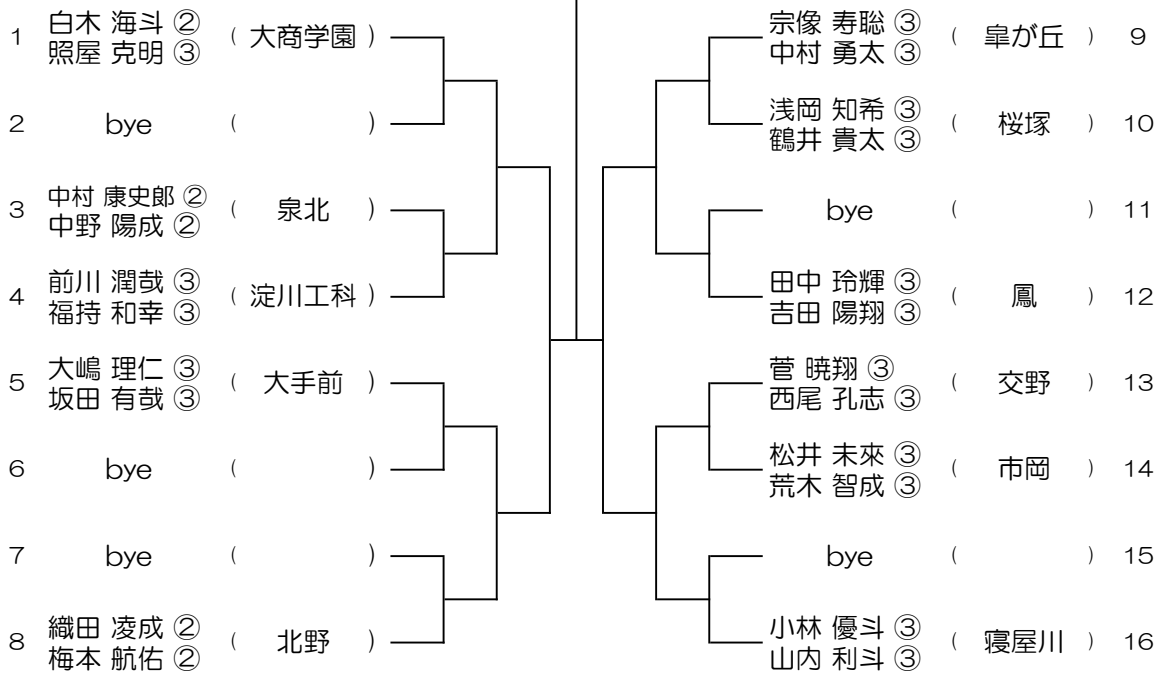 1 白木 海斗 ② ( 大商学園 )
照屋 克明 ③
2 bye ( )
3 中村 康史郎 ② ( 泉北 )
中野 陽成 ②
4 前川 潤哉 ③ ( 淀川工科 )
福持 和幸 ③
5 大嶋 理仁 ③ ( 大手前 )
坂田 有哉 ③
6 bye ( )
7 bye ( )
8 織田 凌成 ② ( 北野 )
梅本 航佑 ②
宗像 寿聡 ③ ( 皐が丘 ) 9
中村 勇太 ③
浅岡 知希 ③ ( 桜塚 ) 10
鶴井 貴太 ③
bye ( ) 11
田中 玲輝 ③ ( 鳳 ) 12
吉田 陽翔 ③
菅 暁翔 ③ ( 交野 ) 13
西尾 孔志 ③
松井 未來 ③ ( 市岡 ) 14
荒木 智成 ③
bye ( ) 15
小林 優斗 ③ ( 寝屋川 ) 16
山内 利斗 ③